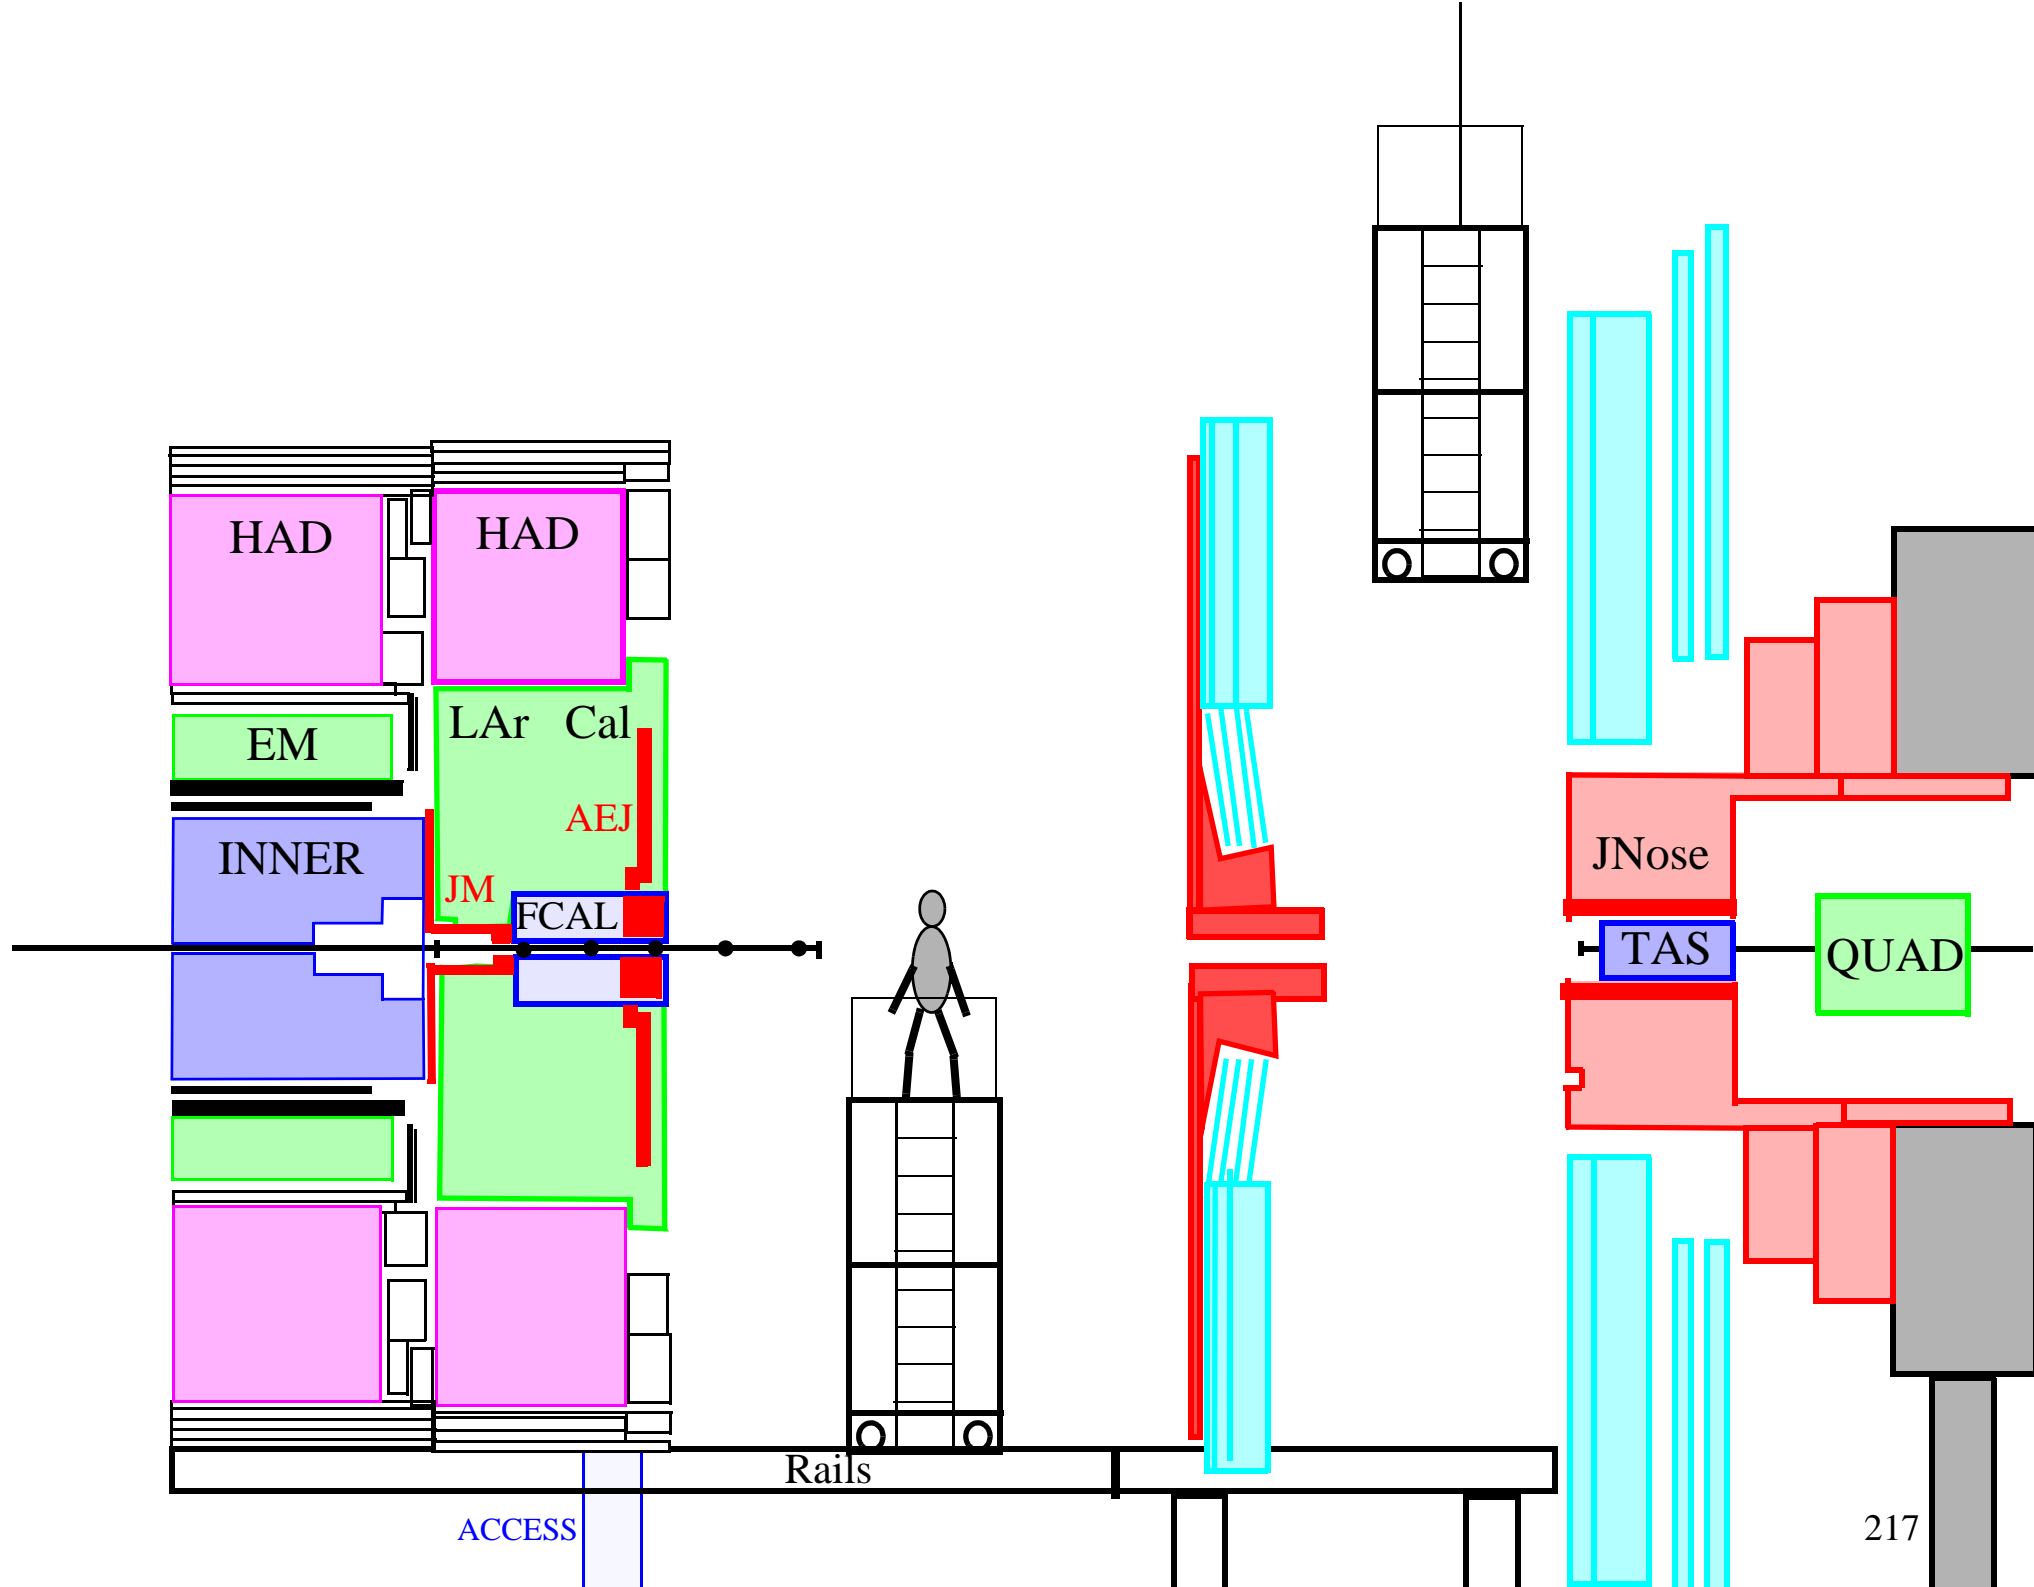 HAD
HAD
LAr Cal
EM
AEJ
INNER
JM
FCAL
JNose
TAS
QUAD
Rails
ACCESS
217